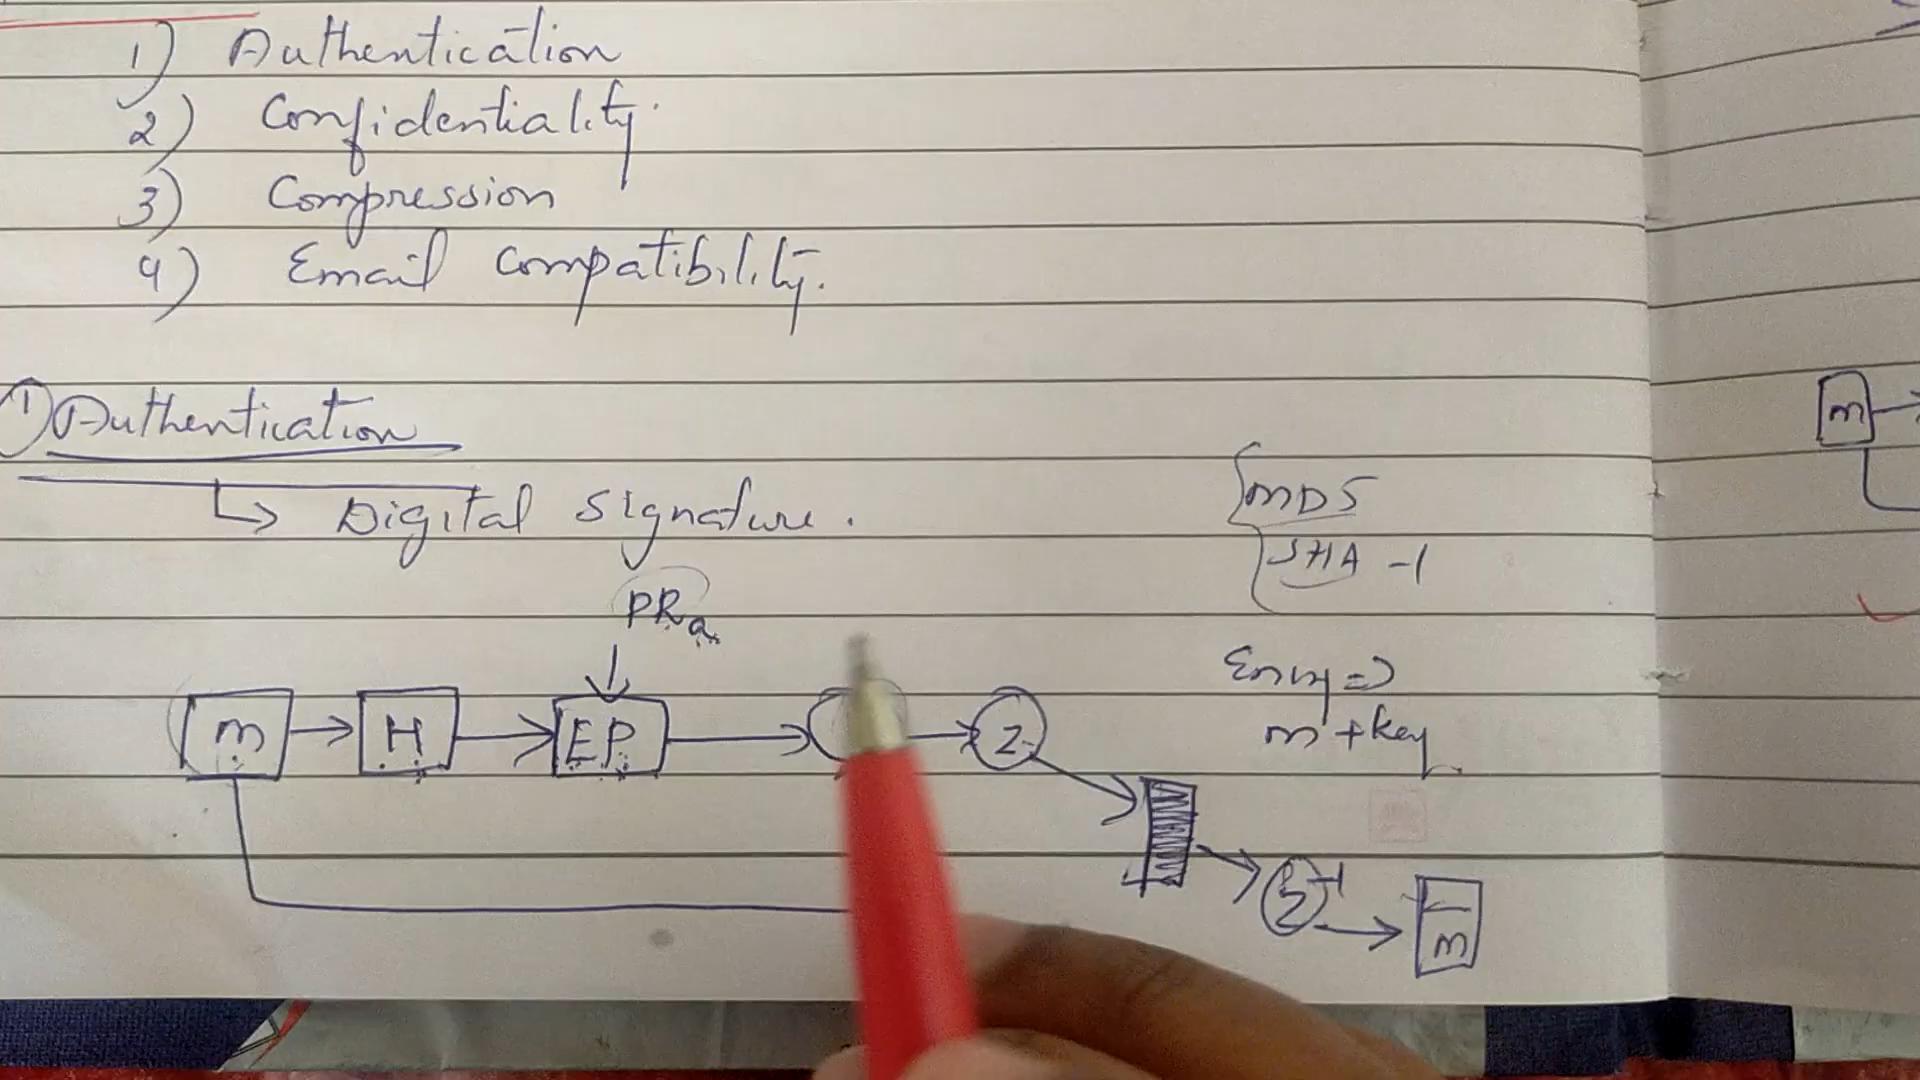 1) Authentication
2) Confidentiality.
3) Compression
4) Email Compatibility.
1) Authentication
↳ Digital Signature.
MD5
SHA-1
PRa
m → H → EP → → Z
m + key
Z-1
m
m